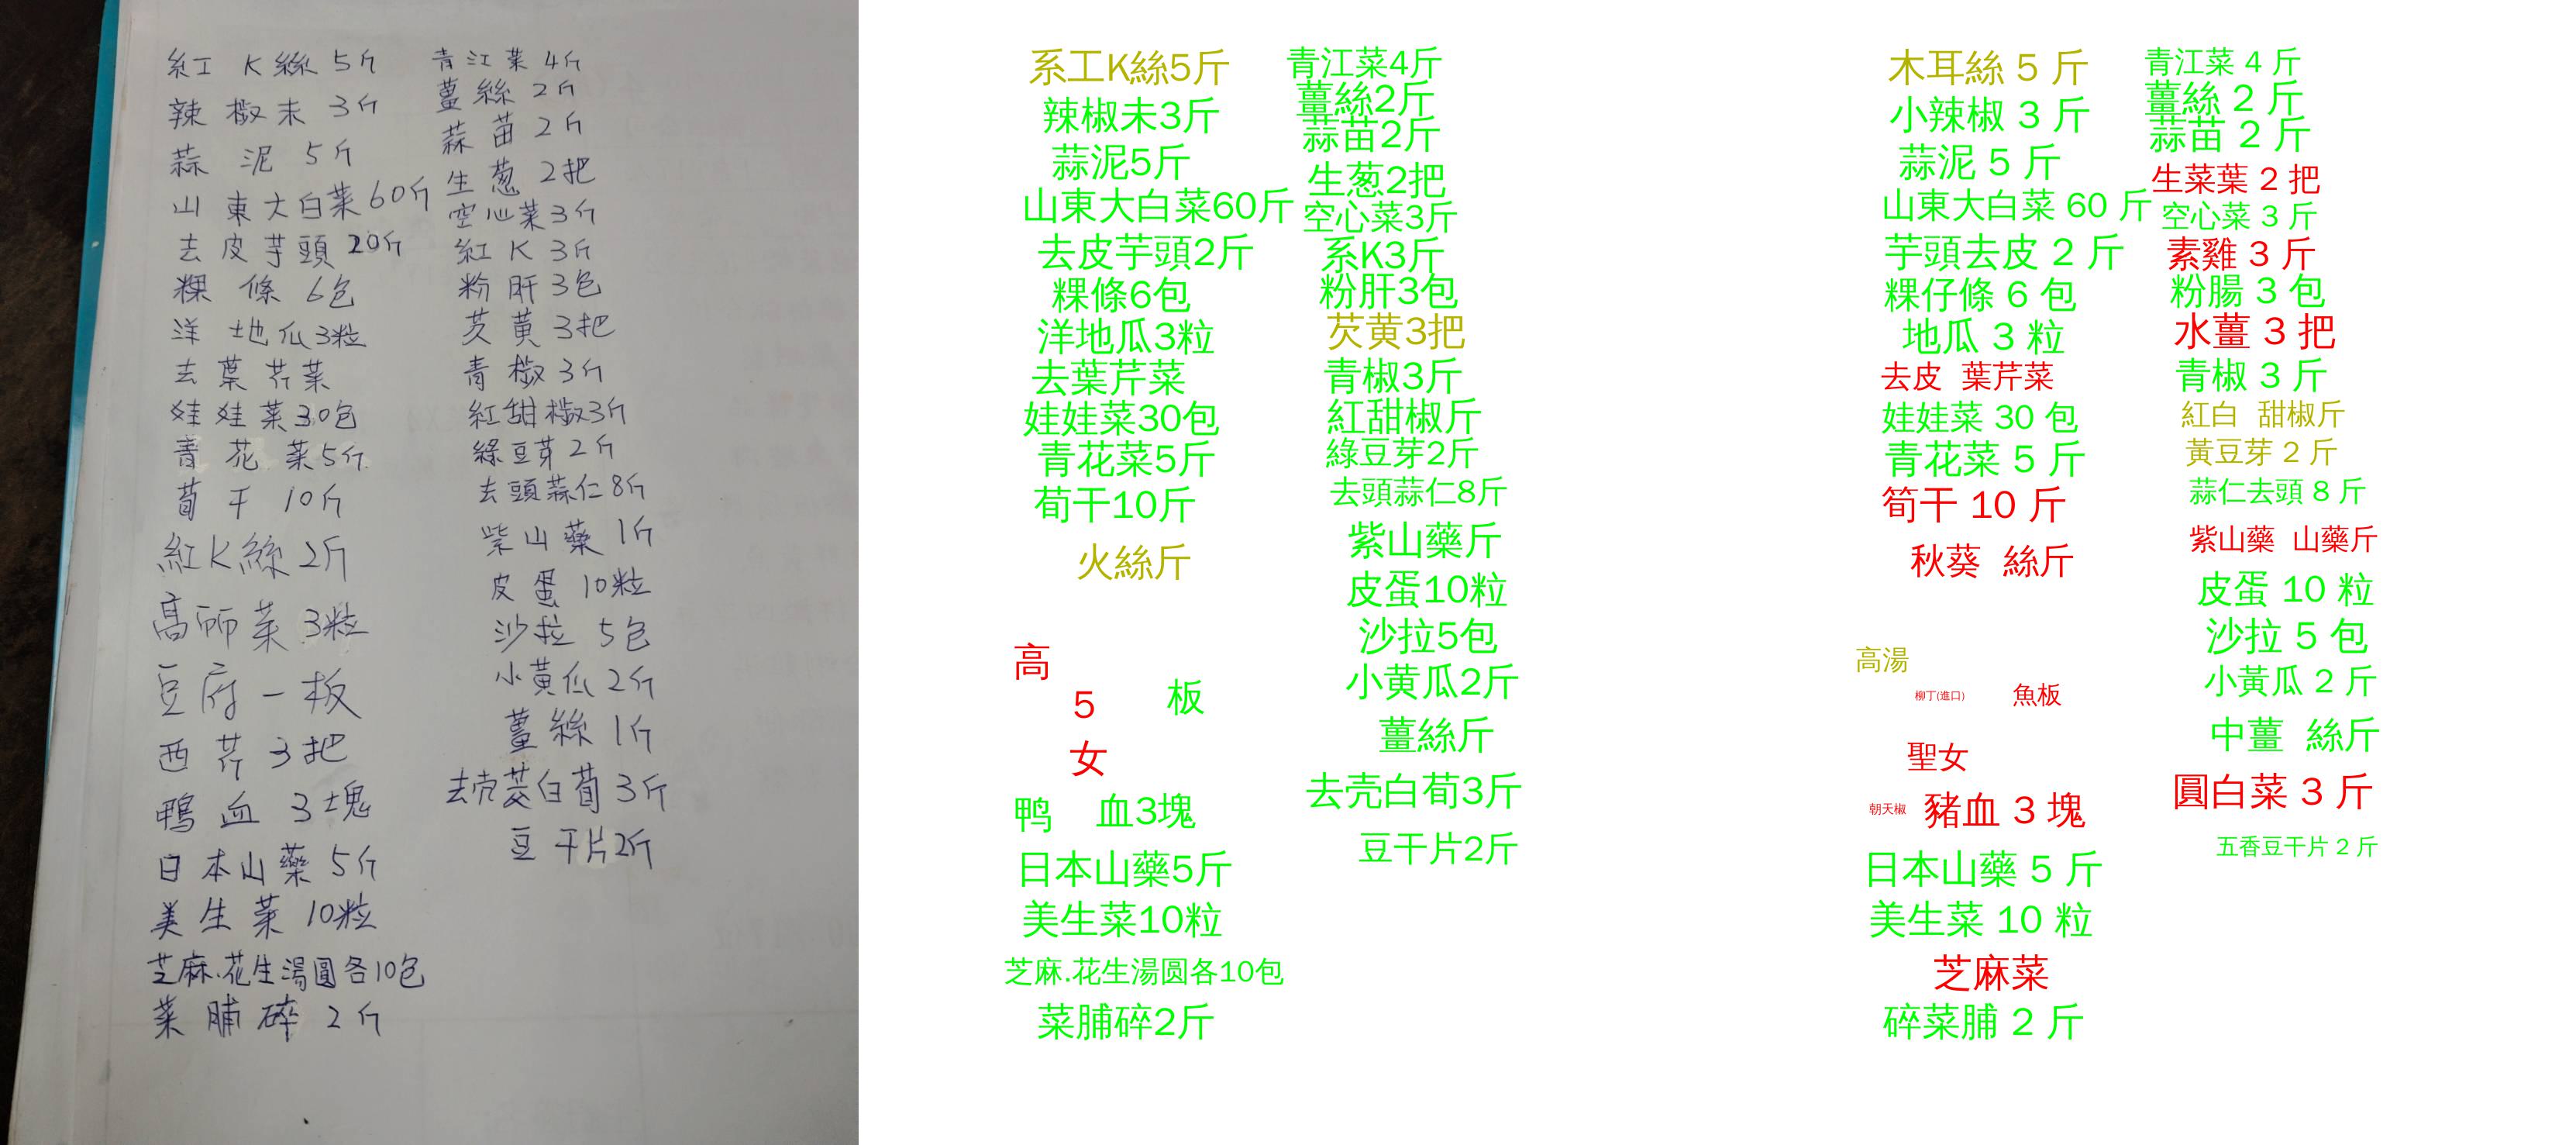 紅K絲5斤
辣椒末3斤
蒜泥5斤
山東大白菜60斤
去皮芋頭20斤
粿條6包
洋地瓜3粒
去葉芹菜
娃娃菜30包
青花菜5斤
荀干10斤
紅K絲2斤
高丽菜3粒
豆府一板
西芹3把
鴨血3塊
日本山藥5斤
美生菜10粒
芝麻.花生湯圓各10包
菜脯碎2斤
青江菜4斤
薑絲2斤
蒜苗2斤
生葱2把
空心菜3斤
紅K3斤
粉肝3包
芡黃3把
青椒3斤
紅甜椒3斤
綠豆芽2斤
去頭蒜仁8斤
紫山藥1斤
皮蛋10粒
沙拉5包
小黃瓜2斤
薑絲1斤
去壳茭白荀3斤
豆干片2斤
系工K絲5斤
辣椒未3斤
蒜泥5斤
山東大白菜60斤
去皮芋頭2斤
粿條6包
洋地瓜3粒
去葉芹菜
娃娃菜30包
青花菜5斤
荀干10斤
火絲斤
高
5 板
女
鸭 血3塊
日本山藥5斤
美生菜10粒
芝麻.花生湯圆各10包
菜脯碎2斤
青江菜4斤
薑絲2斤
蒜苗2斤
生葱2把
空心菜3斤
系K3斤
粉肝3包
芡黄3把
青椒3斤
紅甜椒斤
綠豆芽2斤
去頭蒜仁8斤
紫山藥斤
皮蛋10粒
沙拉5包
小黄瓜2斤
薑絲斤
去壳白荀3斤
豆干片2斤
木耳絲 5 斤
小辣椒 3 斤
蒜泥 5 斤
山東大白菜 60 斤
芋頭去皮 2 斤
粿仔條 6 包
地瓜 3 粒
去皮 葉芹菜
娃娃菜 30 包
青花菜 5 斤
筍干 10 斤
秋葵 絲斤
高湯
柳丁(進口) 魚板
聖女
朝天椒 豬血 3 塊
日本山藥 5 斤
美生菜 10 粒
芝麻菜
碎菜脯 2 斤
青江菜 4 斤
薑絲 2 斤
蒜苗 2 斤
生菜葉 2 把
空心菜 3 斤
素雞 3 斤
粉腸 3 包
水薑 3 把
青椒 3 斤
紅白 甜椒斤
黃豆芽 2 斤
蒜仁去頭 8 斤
紫山藥 山藥斤
皮蛋 10 粒
沙拉 5 包
小黃瓜 2 斤
中薑 絲斤
圓白菜 3 斤
五香豆干片 2 斤